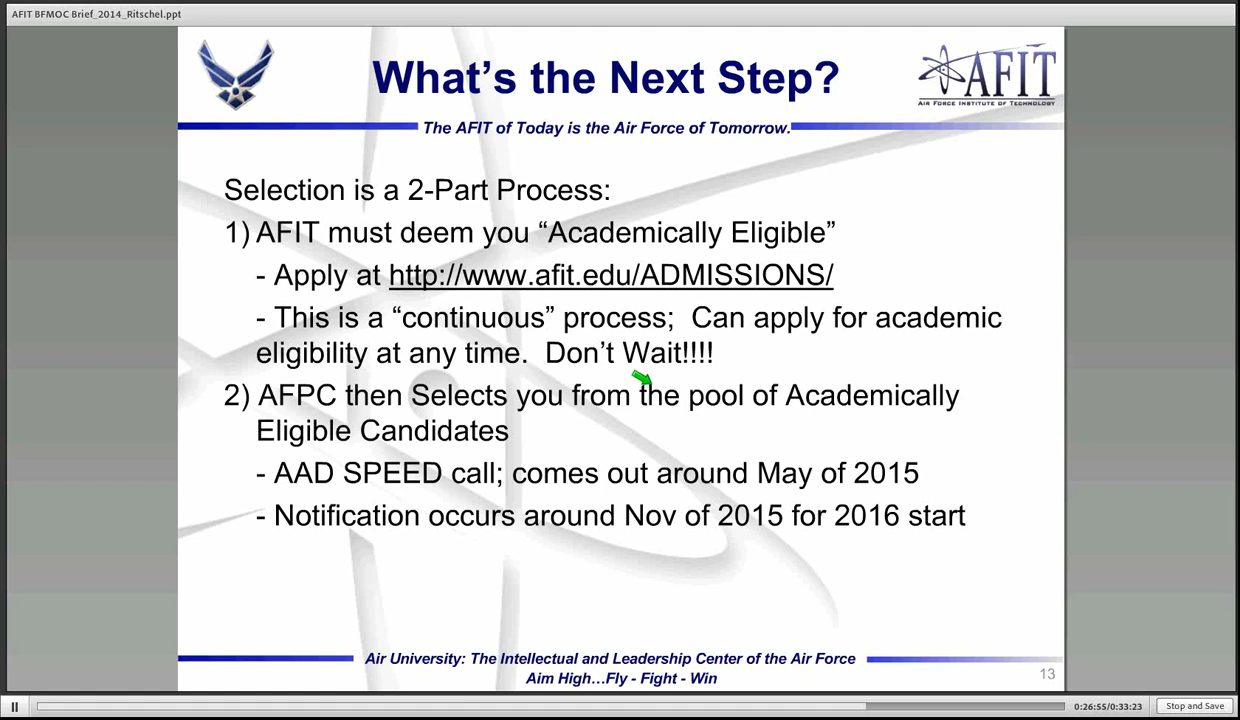 AFIT BFMOC Brief_2014_Ritschel.ppt
What's the Next Step?
AFIT
AIR FORCE INSTITUTE OF TECHNOLOGY
The AFIT of Today is the Air Force of Tomorrow.
Selection is a 2-Part Process:
1) AFIT must deem you “Academically Eligible”
- Apply at http://www.afit.edu/ADMISSIONS/
- This is a “continuous” process;  Can apply for academic
eligibility at any time.  Don’t Wait!!!!
2) AFPC then Selects you from the pool of Academically
Eligible Candidates
- AAD SPEED call; comes out around May of 2015
- Notification occurs around Nov of 2015 for 2016 start
Air University: The Intellectual and Leadership Center of the Air Force
Aim High…Fly - Fight - Win
13
0:26:55/0:33:23
Stop and Save